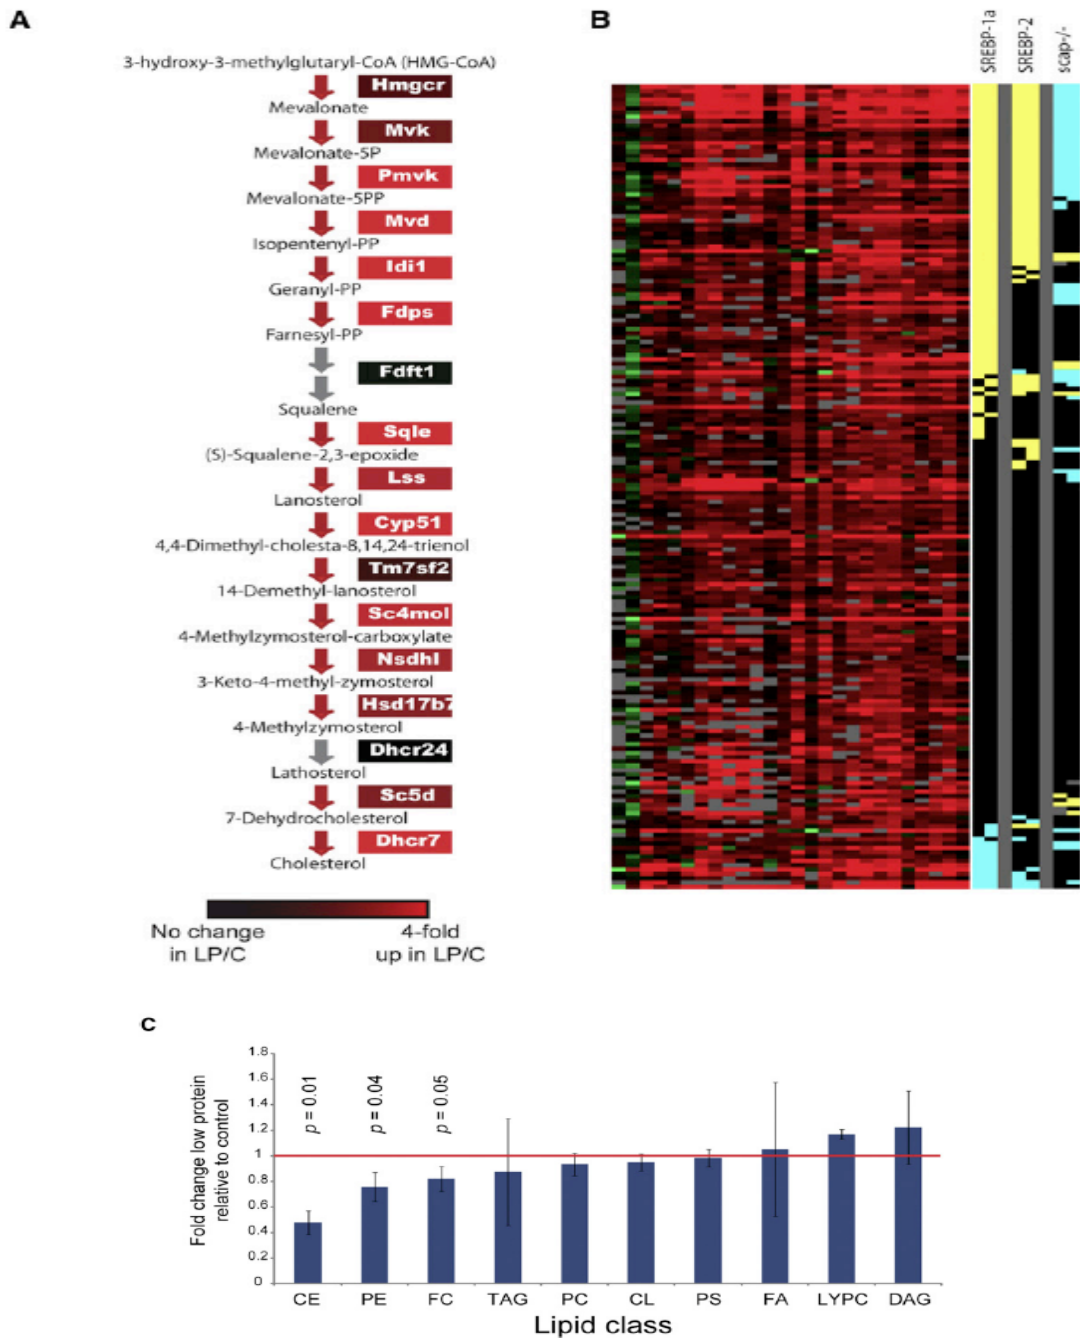 A
3-hydroxy-3-methylglutaryl-CoA (HMG-CoA)
Hmgcr
Mevalonate
Mvk
Mevalonate-5P
Pmvk
Mevalonate-5PP
Mvd
Isopentenyl-PP
Idi1
Geranyl-PP
Fdps
Farnesyl-PP
Fdft1
Squalene
Sqle
(S)-Squalene-2,3-epoxide
Lss
Lanosterol
Cyp51
4,4-Dimethyl-cholesta-8,14,24-trienol
Tm7sf2
14-Demethyl-lanosterol
Sc4mol
4-Methylzymosterol-carboxylate
Nsdhl
3-Keto-4-methyl-zymosterol
Hsd17b7
4-Methylzymosterol
Dhcr24
Lathosterol
Sc5d
7-Dehydrocholesterol
Dhcr7
Cholesterol
No change in LP/C
4-fold up in LP/C
B
SREBP-1a
SREBP-2
scap-/-
C
Fold change low protein
relative to control
1.8
1.6
1.4
1.2
1
0.8
0.6
0.4
0.2
0
p = 0.01
p = 0.04
p = 0.05
CE PE FC TAG PC CL PS FA LYPC DAG
Lipid class